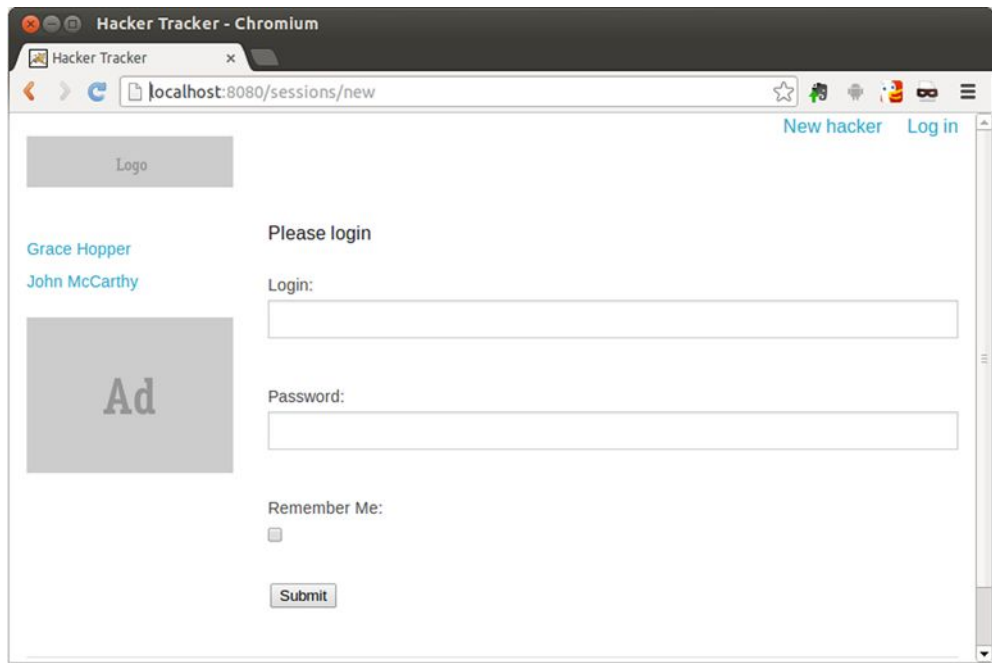 Hacker Tracker - Chromium
Hacker Tracker
localhost:8080/sessions/new
New hacker Log in
Logo
Grace Hopper
John McCarthy
Ad
Please login
Login:
Password:
Remember Me:
Submit